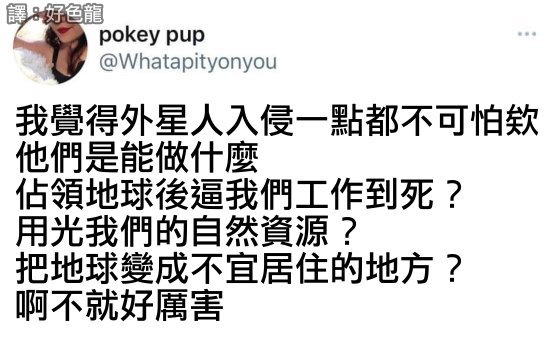 譯：好色龍
pokey pup
@Whatapityonyou
我覺得外星人入侵一點都不可怕欸
他們是能做什麼
佔領地球後逼我們工作到死？
用光我們的自然資源？
把地球變成不宜居住的地方？
啊不就好厲害